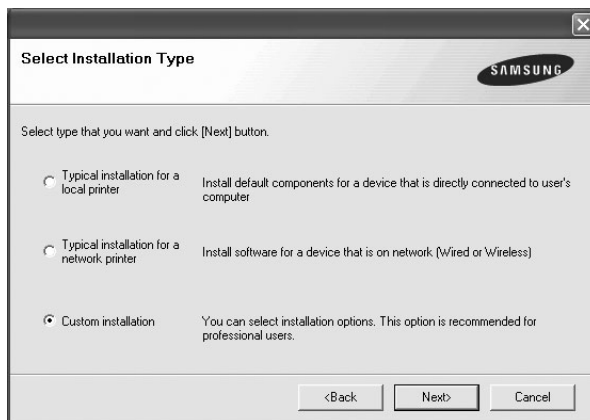 Select Installation Type
SAMSUNG
Select type that you want and click [Next] button.
Typical installation for a
local printer
Install default components for a device that is directly connected to user's
computer
Typical installation for a
network printer
Install software for a device that is on network (Wired or Wireless)
Custom installation
You can select installation options. This option is recommended for
professional users.
<Back
Next>
Cancel